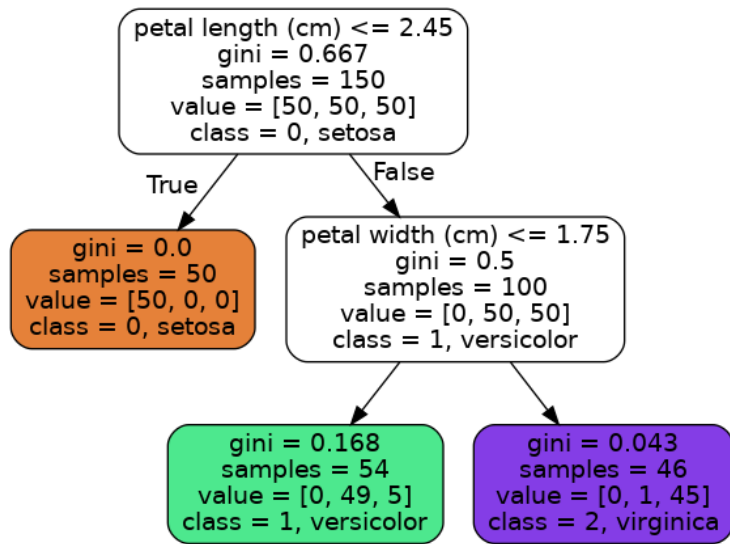 petal length (cm) <= 2.45
gini = 0.667
samples = 150
value = [50, 50, 50]
class = 0, setosa
True
False
gini = 0.0
samples = 50
value = [50, 0, 0]
class = 0, setosa
petal width (cm) <= 1.75
gini = 0.5
samples = 100
value = [0, 50, 50]
class = 1, versicolor
gini = 0.168
samples = 54
value = [0, 49, 5]
class = 1, versicolor
gini = 0.043
samples = 46
value = [0, 1, 45]
class = 2, virginica